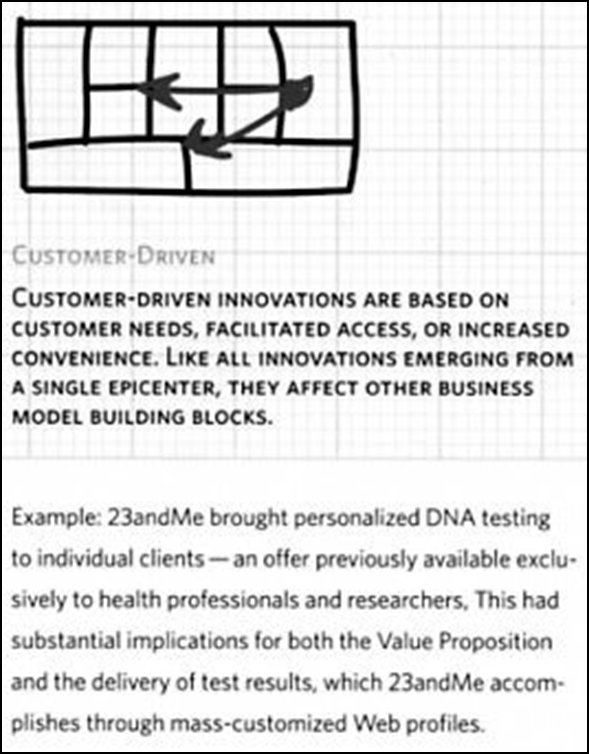 Customer-Driven
Customer-driven innovations are based on
customer needs, facilitated access, or increased
convenience. Like all innovations emerging from
a single epicenter, they affect other business
model building blocks.
Example: 23andMe brought personalized DNA testing
to individual clients — an offer previously available exclu-
sively to health professionals and researchers. This had
substantial implications for both the Value Proposition
and the delivery of test results, which 23andMe accom-
plishes through mass-customized Web profiles.